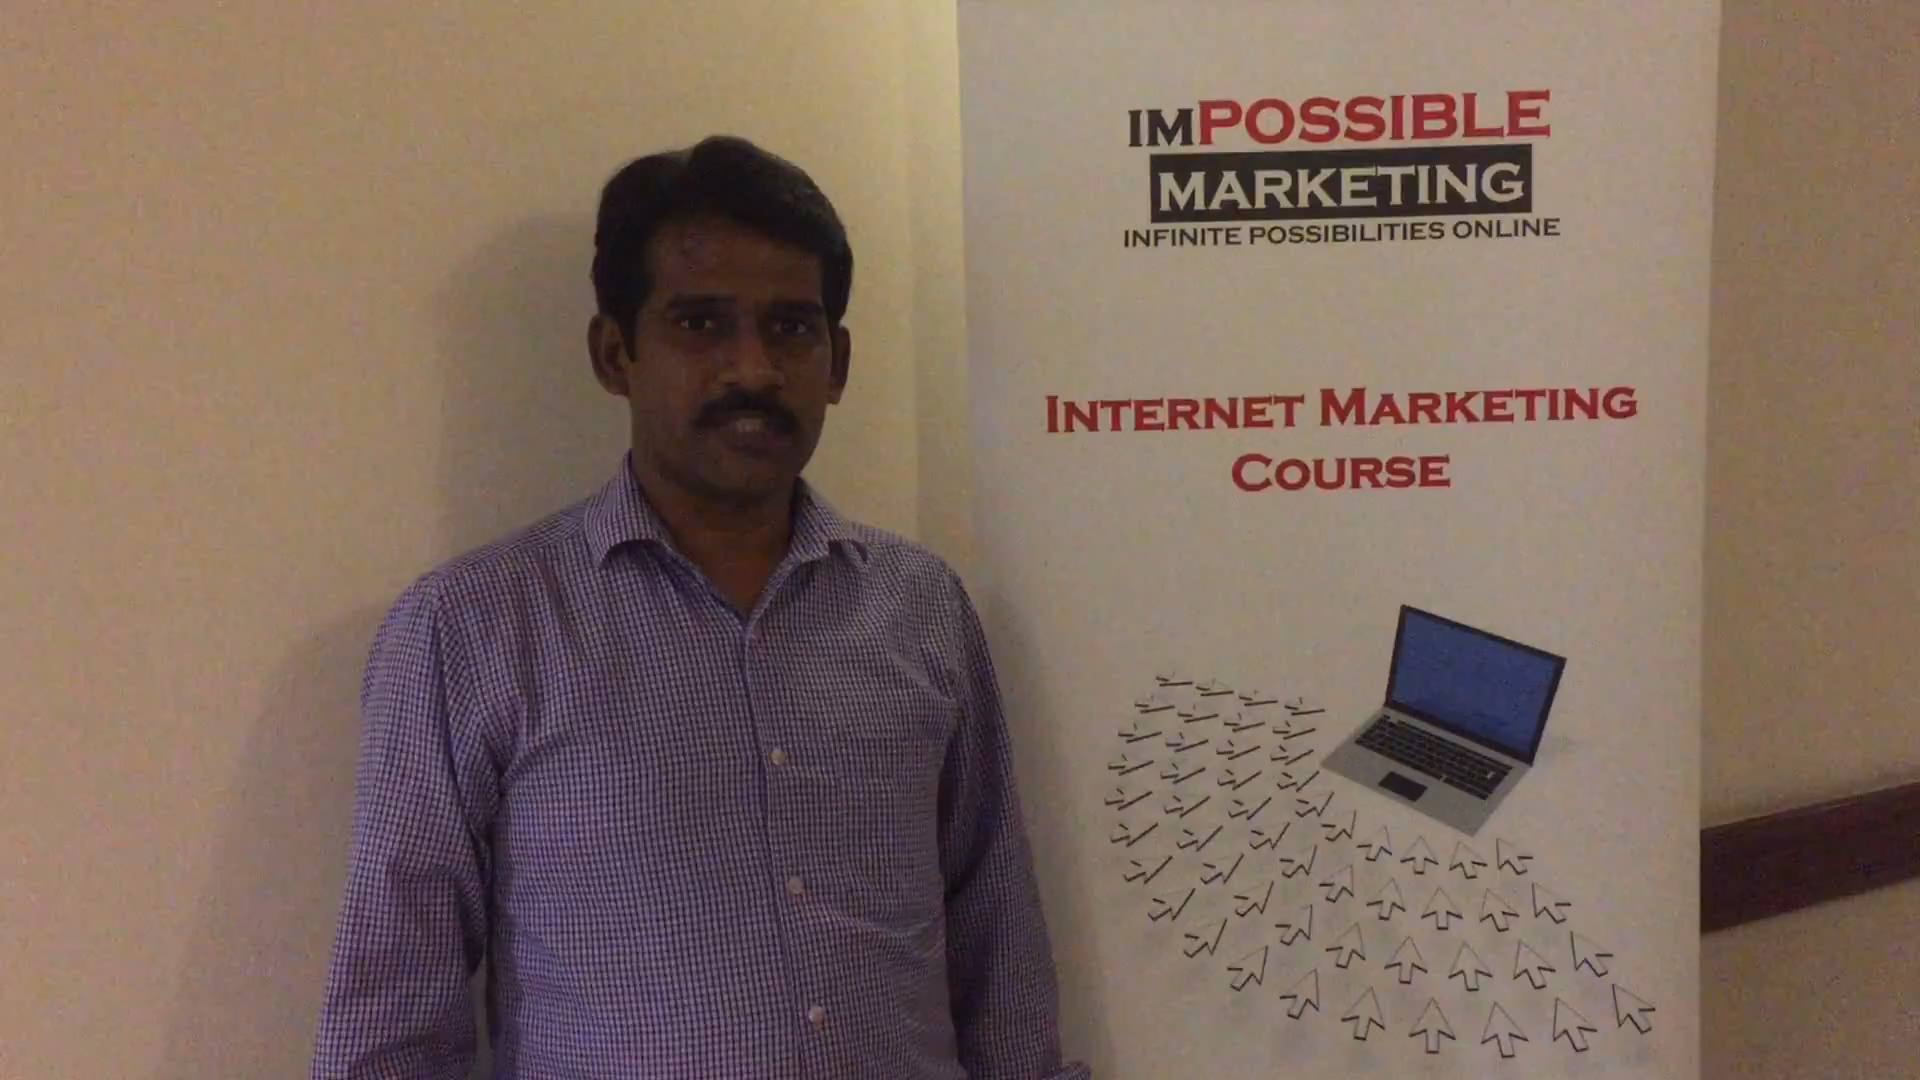 IMPOSSIBLE
MARKETING
INFINITE POSSIBILITIES ONLINE
INTERNET MARKETING
COURSE